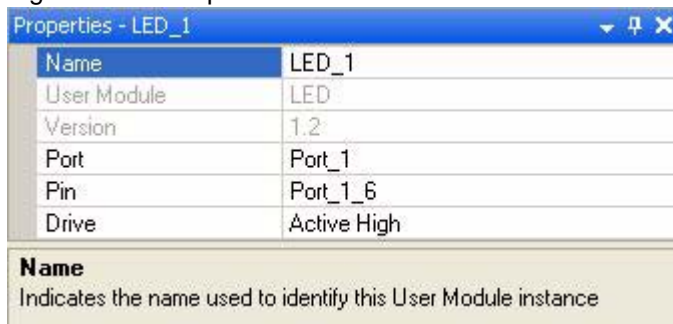 Properties - LED_1
Name LED_1
User Module LED
Version 1.2
Port Port_1
Pin Port_1_6
Drive Active High
Name
Indicates the name used to identify this User Module instance